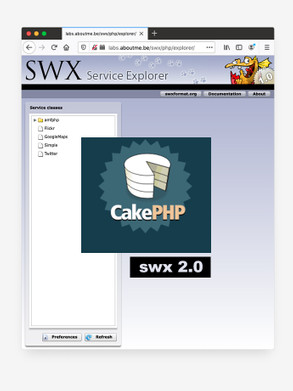 labs.aboutme.be/swx/php/explorer/
labs.aboutme.be/swx/php/explorer/
SWX Service Explorer
swxformat.org
Documentation
About
Service classes
amfphp
Flickr
GoogleMaps
Simple
Twitter
CakePHP
swx 2.0
Preferences
Refresh